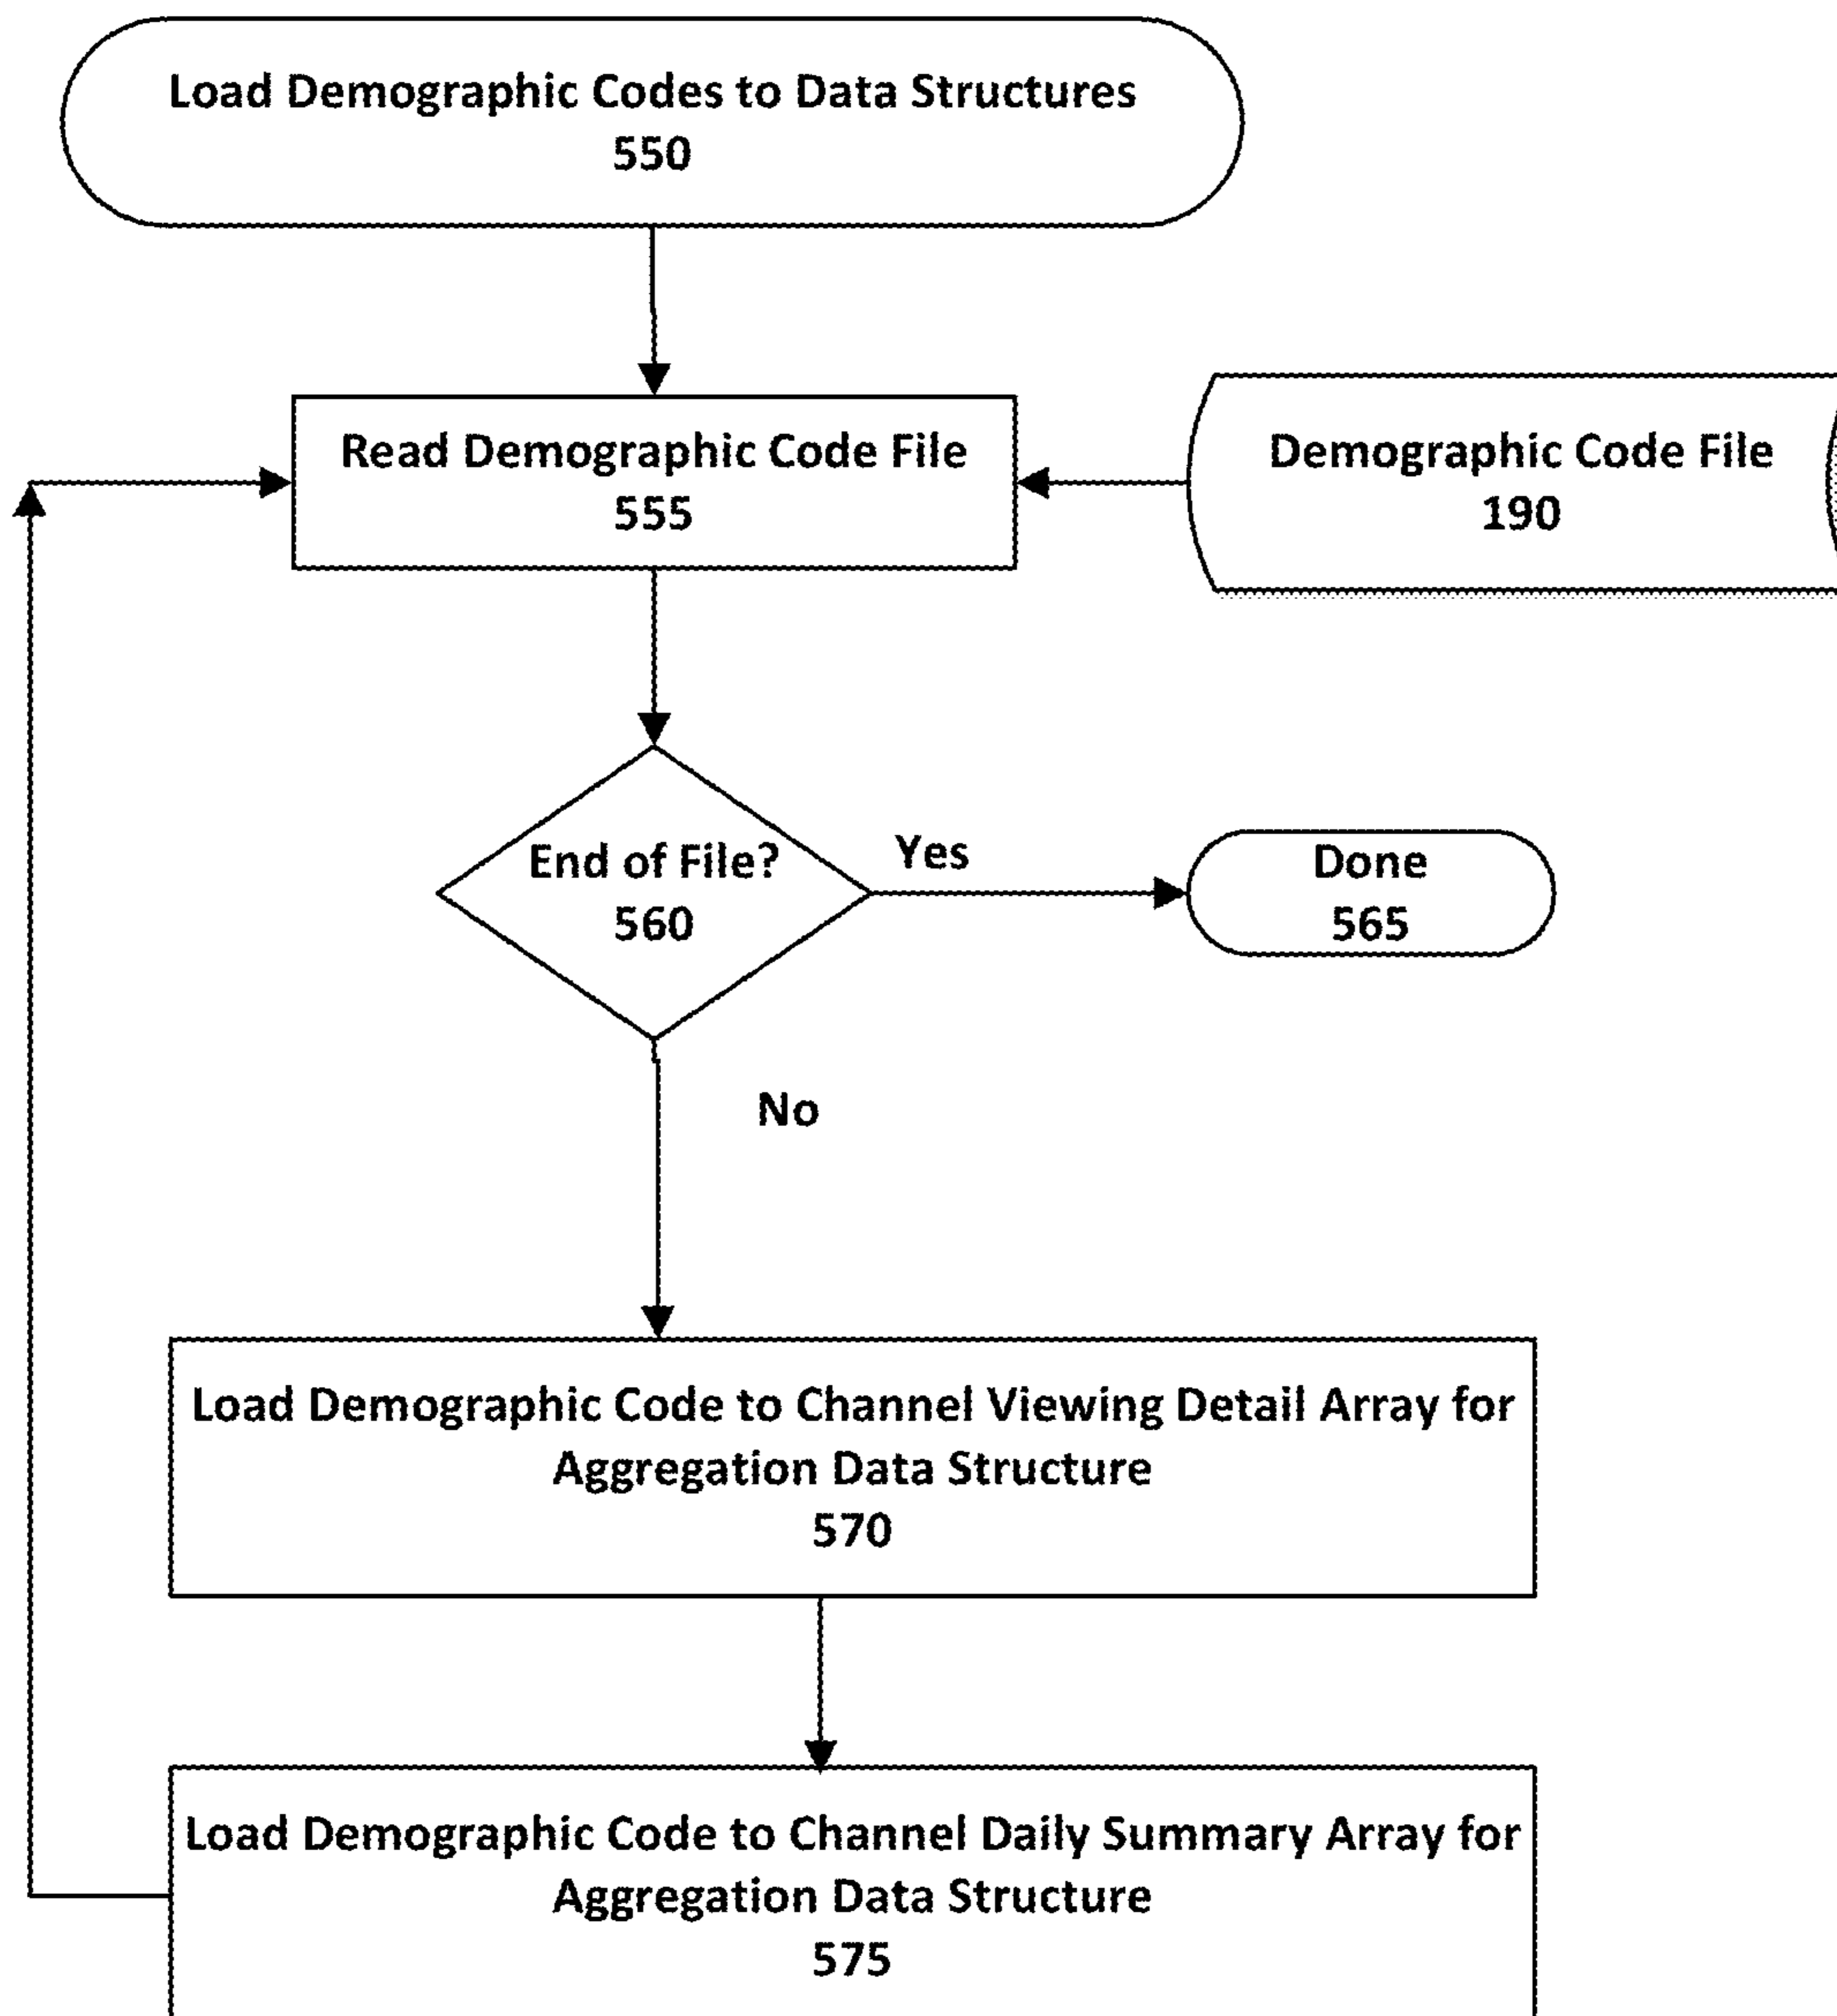 Load Demographic Codes to Data Structures
550
Read Demographic Code File
555
Demographic Code File
190
End of File?
560
Yes
Done
565
No
Load Demographic Code to Channel Viewing Detail Array for
Aggregation Data Structure
570
Load Demographic Code to Channel Daily Summary Array for
Aggregation Data Structure
575